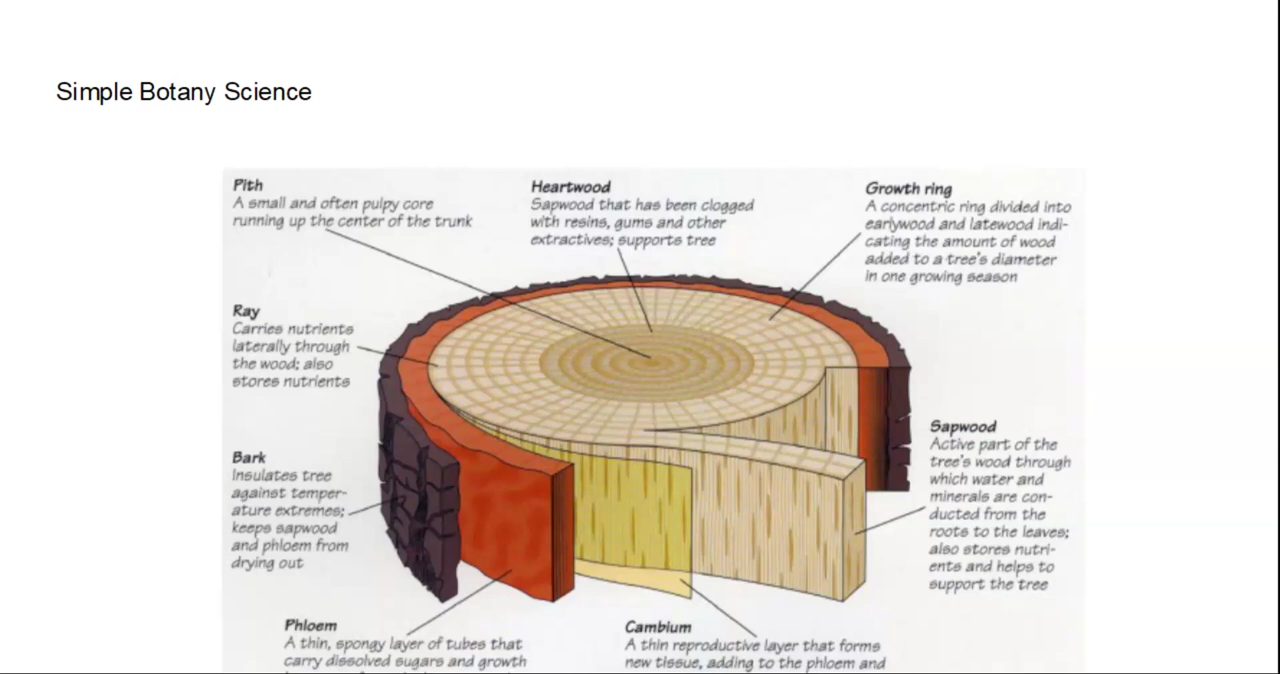 Simple Botany Science
Pith
A small and often pulpy core
running up the center of the trunk
Heartwood
Sapwood that has been clogged
with resins, gums and other
extractives; supports tree
Growth ring
A concentric ring divided into
earlywood and latewood indi-
cating the amount of wood
added to a tree's diameter
in one growing season
Ray
Carries nutrients
laterally through
the wood; also
stores nutrients
Bark
Insulates tree
against temper-
ature extremes;
keeps sapwood
and phloem from
drying out
Sapwood
Active part of the
tree's wood through
which water and
minerals are con-
ducted from the
roots to the leaves;
also stores nutri-
ents and helps to
support the tree
Phloem
A thin, spongy layer of tubes that
carry dissolved sugars and growth
Cambium
A thin reproductive layer that forms
new tissue, adding to the phloem and